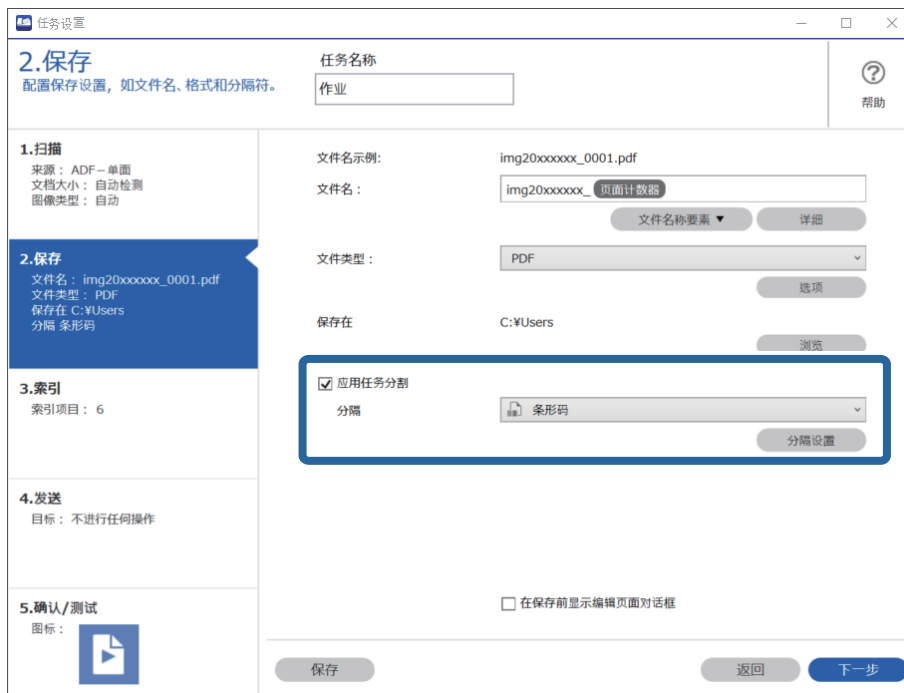 任务设置
2.保存
配置保存设置，如文件名、格式和分隔符。
任务名称
作业
帮助
1.扫描
来源： ADF－单面
文档大小： 自动检测
图像类型： 自动
2.保存
文件名： img20xxxxxx_0001.pdf
文件类型： PDF
保存在 C:¥Users
分隔 条形码
3.索引
索引项目： 6
4.发送
目标： 不进行任何操作
5.确认/测试
图标：
文件名示例: img20xxxxxx_0001.pdf
文件名： img20xxxxxx_ 页面计数器
文件名称要素▼ 详细
文件类型： PDF
选项
保存在 C:¥Users
浏览
应用任务分割
分隔 条形码
分隔设置
在保存前显示编辑页面对话框
保存 返回 下一步